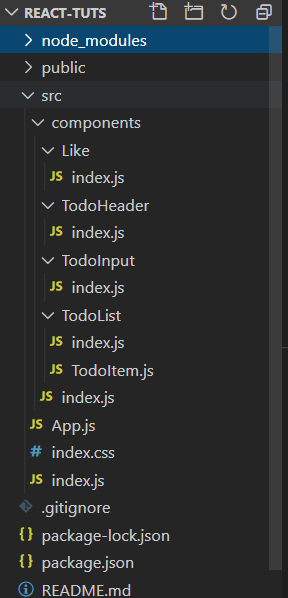 REACT-TUTS
node_modules
public
src
components
Like
JS index.js
TodoHeader
JS index.js
TodoInput
JS index.js
TodoList
JS index.js
JS TodoItem.js
JS index.js
JS App.js
# index.css
JS index.js
.gitignore
{} package-lock.json
{} package.json
README.md